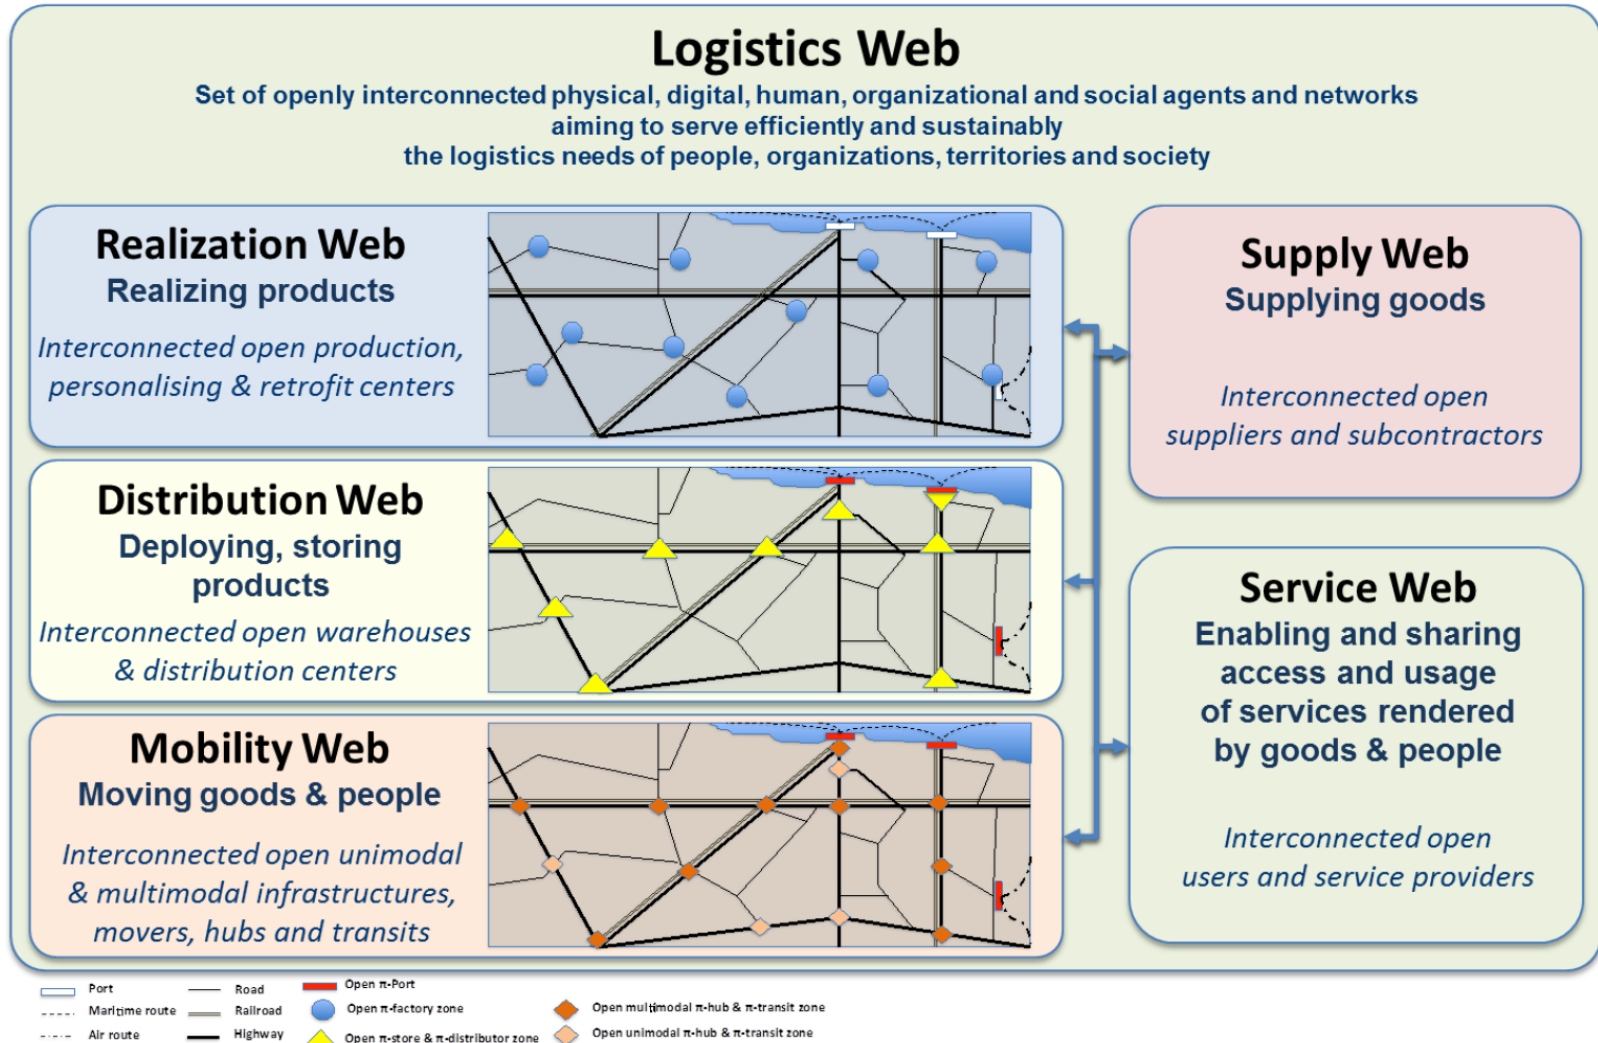 Logistics Web
Set of openly interconnected physical, digital, human, organizational and social agents and networks
aiming to serve efficiently and sustainably
the logistics needs of people, organizations, territories and society
Realization Web
Realizing products
Interconnected open production,
personalising & retrofit centers
Distribution Web
Deploying, storing
products
Interconnected open warehouses
& distribution centers
Mobility Web
Moving goods & people
Interconnected open unimodal
& multimodal infrastructures,
movers, hubs and transits
Supply Web
Supplying goods
Interconnected open
suppliers and subcontractors
Service Web
Enabling and sharing
access and usage
of services rendered
by goods & people
Interconnected open
users and service providers
Port
Maritime route
Air route
Road
Railroad
Highway
Open π-Port
Open π-factory zone
Open π-store & π-distributor zone
Open multimodal π-hub & π-transit zone
Open unimodal π-hub & π-transit zone